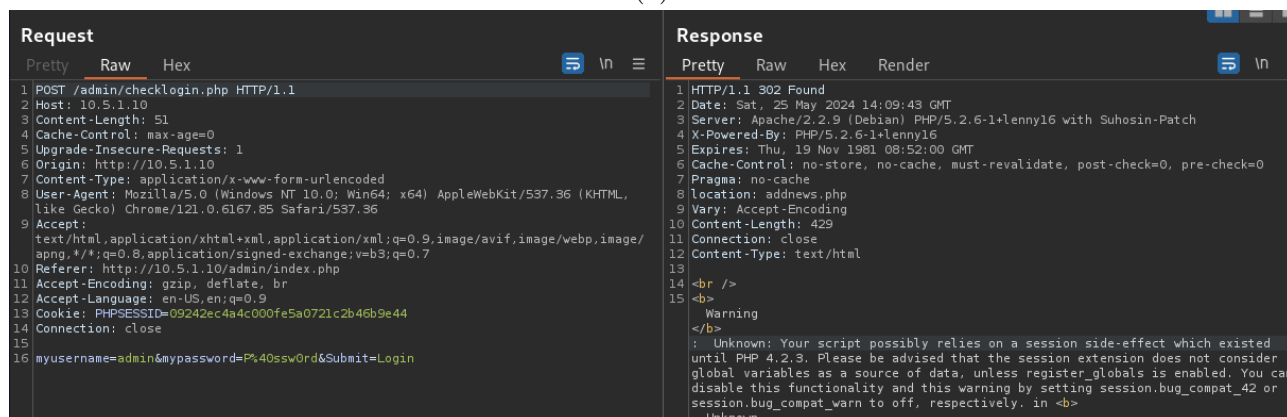 Request
Pretty Raw Hex \n
1 POST /admin/checklogin.php HTTP/1.1
2 Host: 10.5.1.10
3 Content-Length: 51
4 Cache-Control: max-age=0
5 Upgrade-Insecure-Requests: 1
6 Origin: http://10.5.1.10
7 Content-Type: application/x-www-form-urlencoded
8 User-Agent: Mozilla/5.0 (Windows NT 10.0; Win64; x64) AppleWebKit/537.36 (KHTML,
like Gecko) Chrome/121.0.6167.85 Safari/537.36
9 Accept:
text/html,application/xhtml+xml,application/xml;q=0.9,image/avif,image/webp,image/
apng,*/*;q=0.8,application/signed-exchange;v=b3;q=0.7
10 Referer: http://10.5.1.10/admin/index.php
11 Accept-Encoding: gzip, deflate, br
12 Accept-Language: en-US,en;q=0.9
13 Cookie: PHPSESSID=09242ec4a4c000fe5a0721c2b46b9e44
14 Connection: close
15
16 myusername=admin&mypassword=P%40ssw0rd&Submit=Login
Response
Pretty Raw Hex Render \n
1 HTTP/1.1 302 Found
2 Date: Sat, 25 May 2024 14:09:43 GMT
3 Server: Apache/2.2.9 (Debian) PHP/5.2.6-1+lenny16 with Suhosin-Patch
4 X-Powered-By: PHP/5.2.6-1+lenny16
5 Expires: Thu, 19 Nov 1981 08:52:00 GMT
6 Cache-Control: no-store, no-cache, must-revalidate, post-check=0, pre-check=0
7 Pragma: no-cache
8 location: addnews.php
9 Vary: Accept-Encoding
10 Content-Length: 429
11 Connection: close
12 Content-Type: text/html
13
14 <br />
15 <b>
Warning
</b>
: Unknown: Your script possibly relies on a session side-effect which existed
until PHP 4.2.3. Please be advised that the session extension does not consider
global variables as a source of data, unless register_globals is enabled. You can
disable this functionality and this warning by setting session.bug_compat_42 or
session.bug_compat_warn to off, respectively. in <b>
Unknown